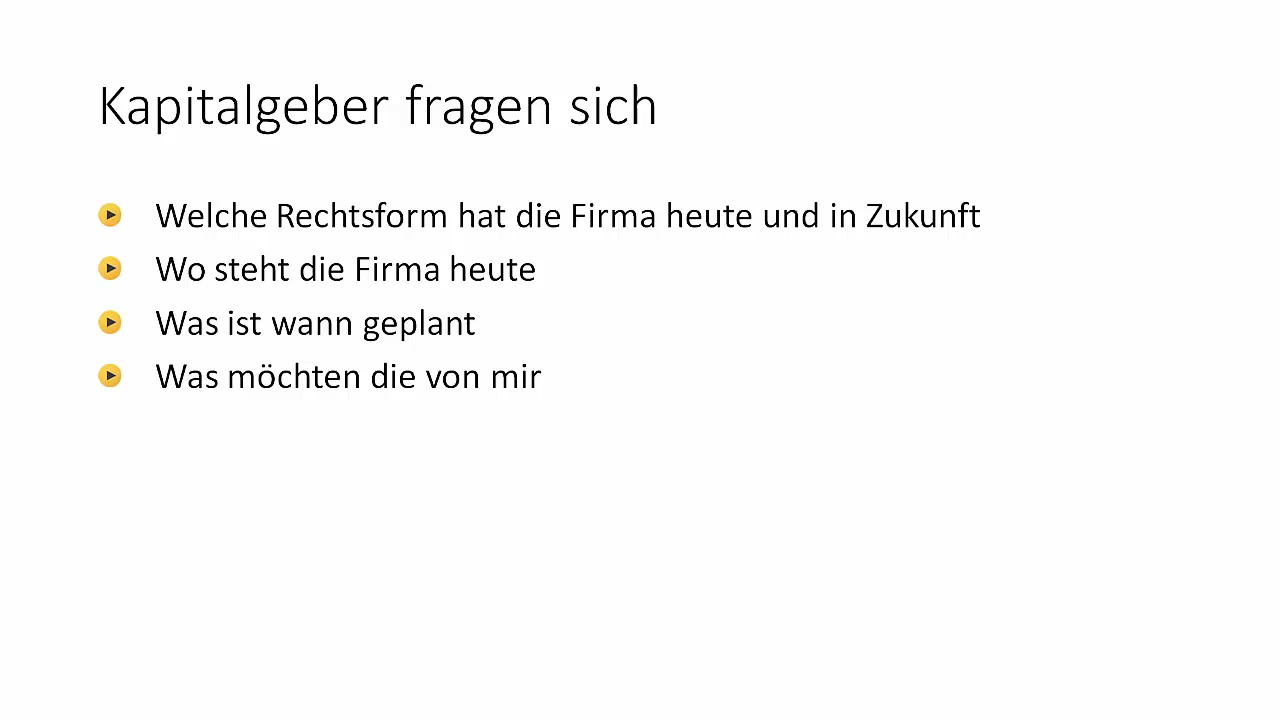 Kapitalgeber fragen sich
Welche Rechtsform hat die Firma heute und in Zukunft
Wo steht die Firma heute
Was ist wann geplant
Was möchten die von mir